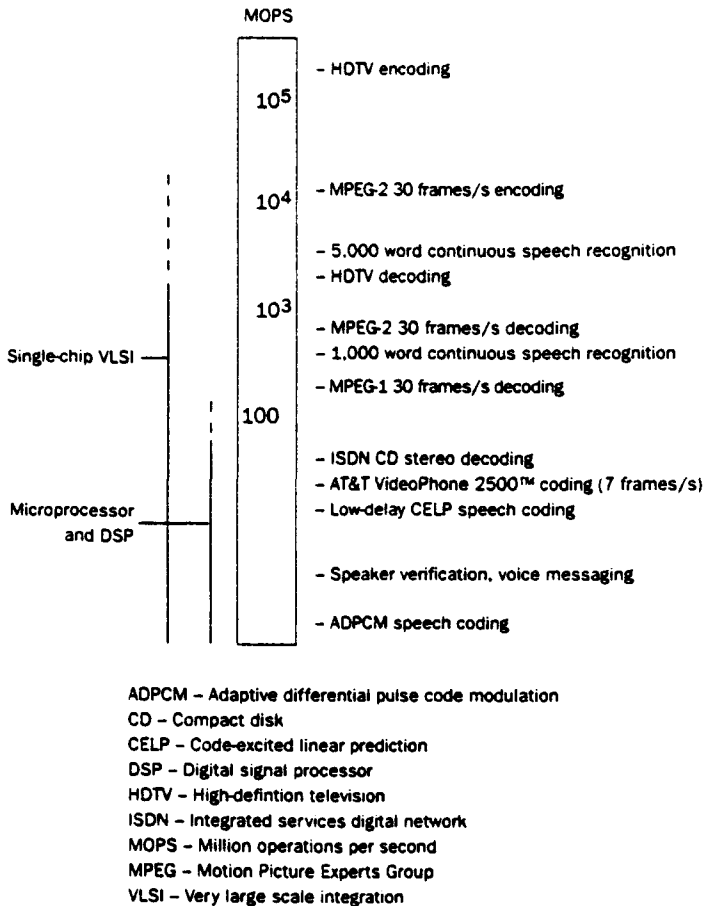 MOPS
– HDTV encoding
10⁵
– MPEG-2 30 frames/s encoding
10⁴
– 5.000 word continuous speech recognition
– HDTV decoding
10³
– MPEG-2 30 frames/s decoding
Single-chip VLSI
– 1,000 word continuous speech recognition
– MPEG-1 30 frames/s decoding
100
– ISDN CD stereo decoding
– AT&T VideoPhone 2500™ coding (7 frames/s)
Microprocessor
and DSP
– Low-delay CELP speech coding
– Speaker verification, voice messaging
– ADPCM speech coding
ADPCM – Adaptive differential pulse code modulation
CD – Compact disk
CELP – Code-excited linear prediction
DSP – Digital signal processor
HDTV – High-defintion television
ISDN – Integrated services digital network
MOPS – Million operations per second
MPEG – Motion Picture Experts Group
VLSI – Very large scale integration